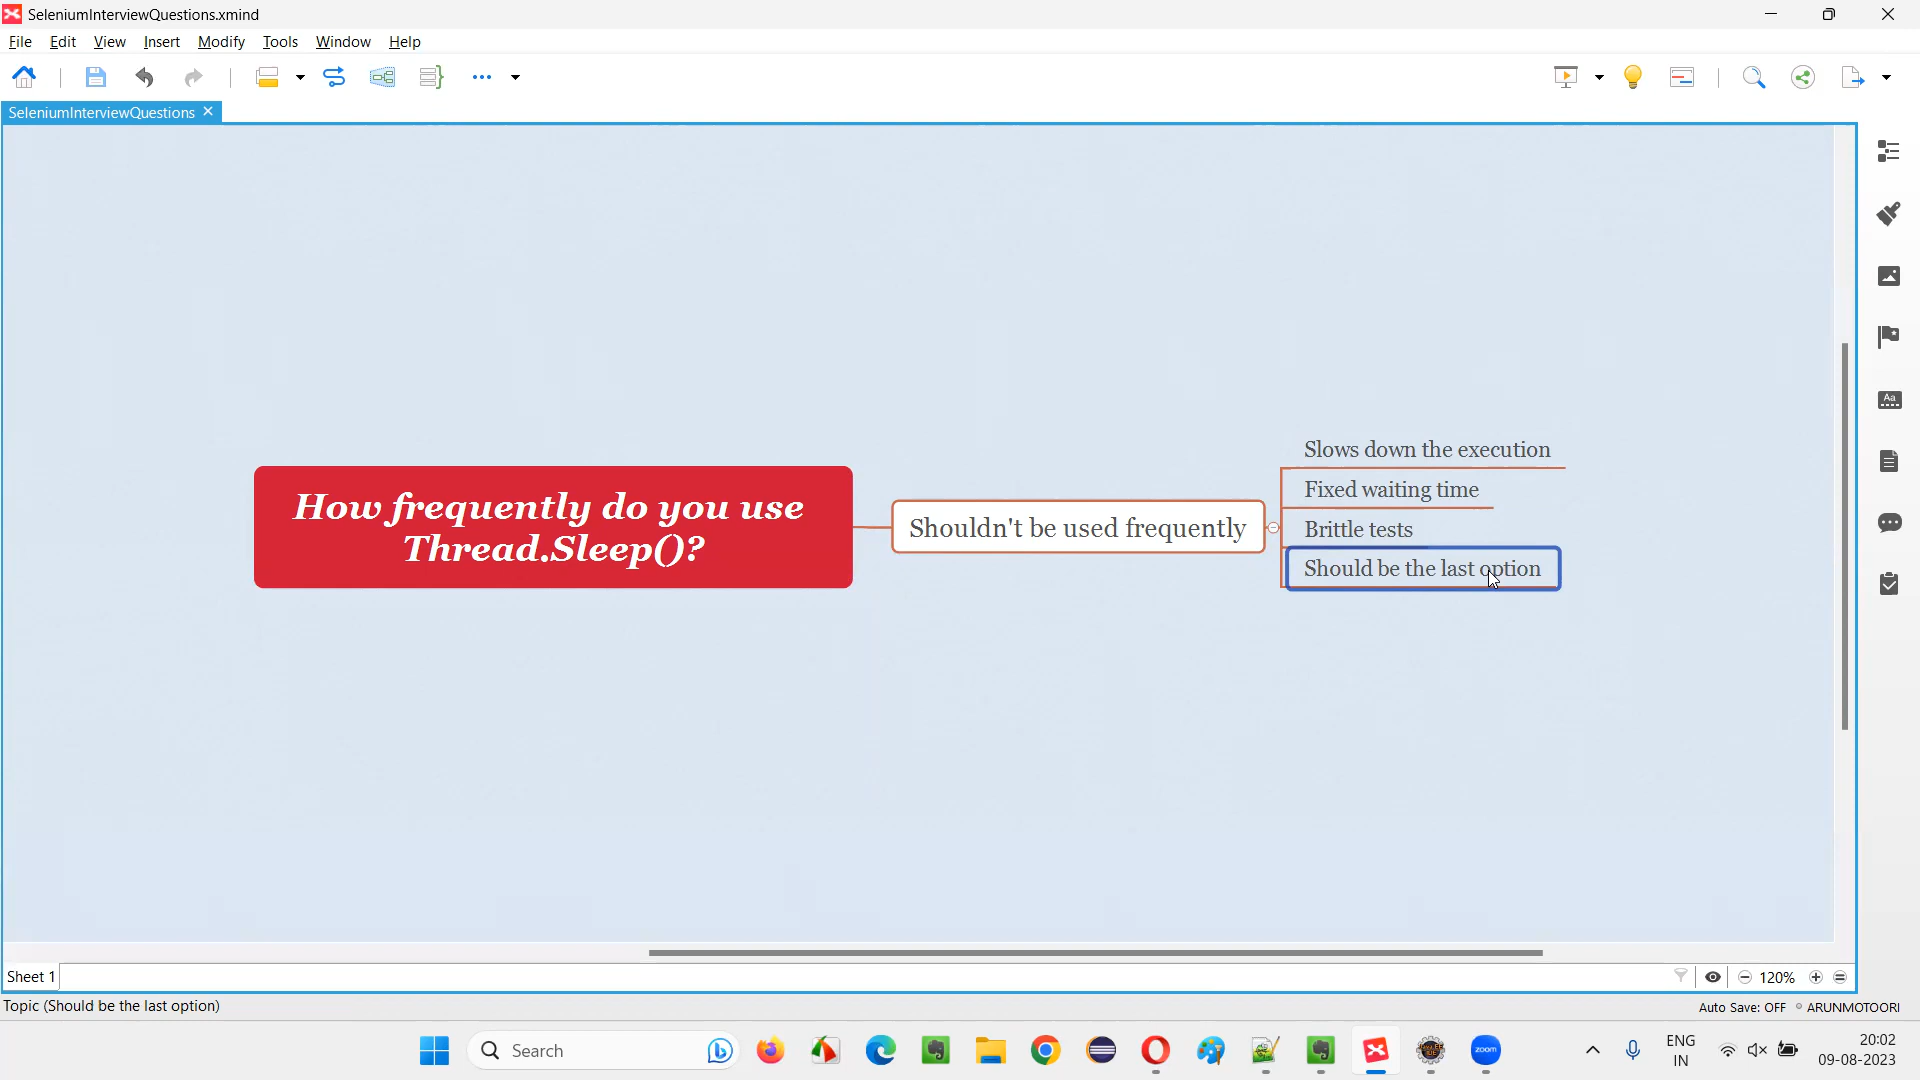 SeleniumInterviewQuestions.xmind
File Edit View Insert Modify Tools Window Help
SeleniumInterviewQuestions
How frequently do you use
Thread.Sleep()?
Shouldn't be used frequently
Slows down the execution
Fixed waiting time
Brittle tests
Should be the last option
Aa
Sheet 1
120%
Topic (Should be the last option)
Auto Save: OFF
ARUNMOTOORI
Search
zoom
ENG
IN
20:02
09-08-2023